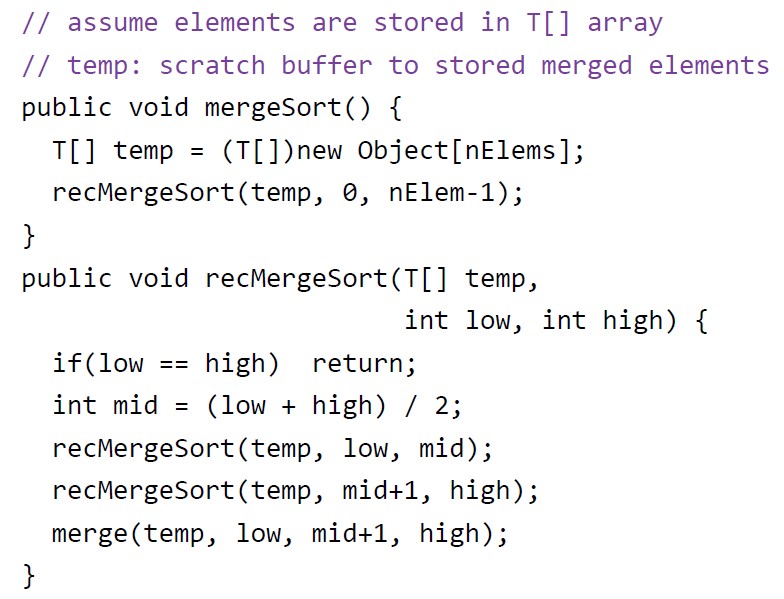 // assume elements are stored in T[] array
// temp: scratch buffer to stored merged elements
public void mergeSort() {
  T[] temp = (T[])new Object[nElems];
  recMergeSort(temp, 0, nElem-1);
}
public void recMergeSort(T[] temp,
                         int low, int high) {
  if(low == high)  return;
  int mid = (low + high) / 2;
  recMergeSort(temp, low, mid);
  recMergeSort(temp, mid+1, high);
  merge(temp, low, mid+1, high);
}